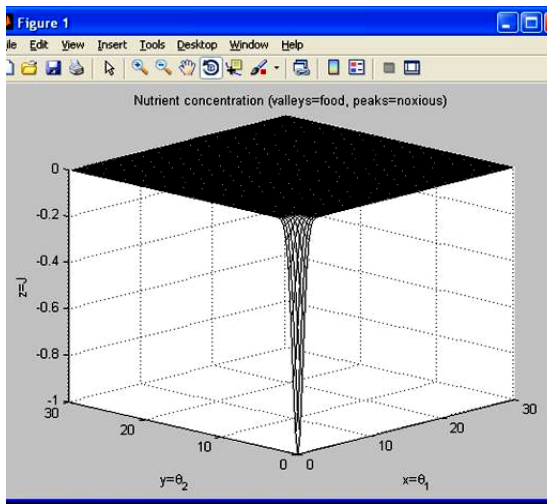 Figure 1
ile Edit View Insert Tools Desktop Window Help
Nutrient concentration (valleys=food, peaks=noxious)
0
-0.2
-0.4
-0.6
-0.8
-1
z=J
30
20
10
0
y=θ₂
0
10
20
30
x=θ₁